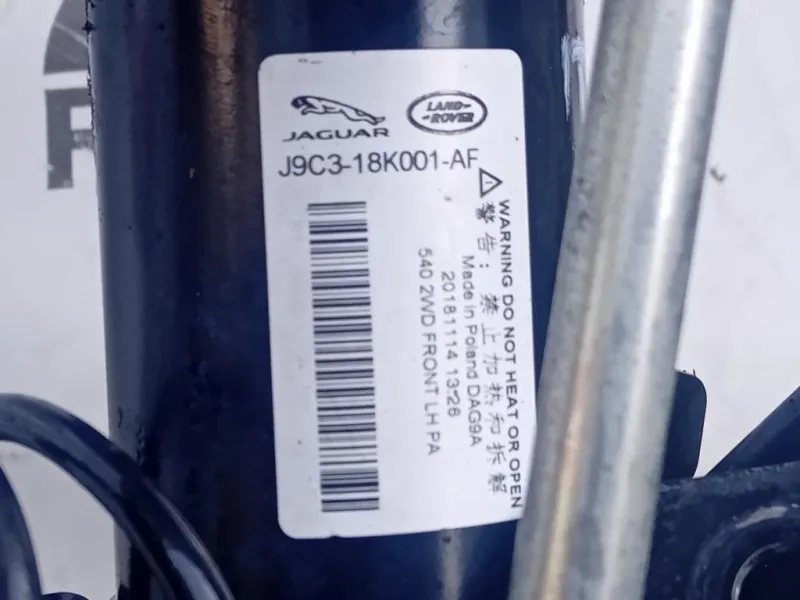 JAGUAR
LAND-
-ROVER
J9C3-18K001-AF
WARNING DO NOT HEAT OR OPEN
警告：禁止加热和拆解
Made in Poland DAG9A
20181114 13:26
540 2WD FRONT LH PA